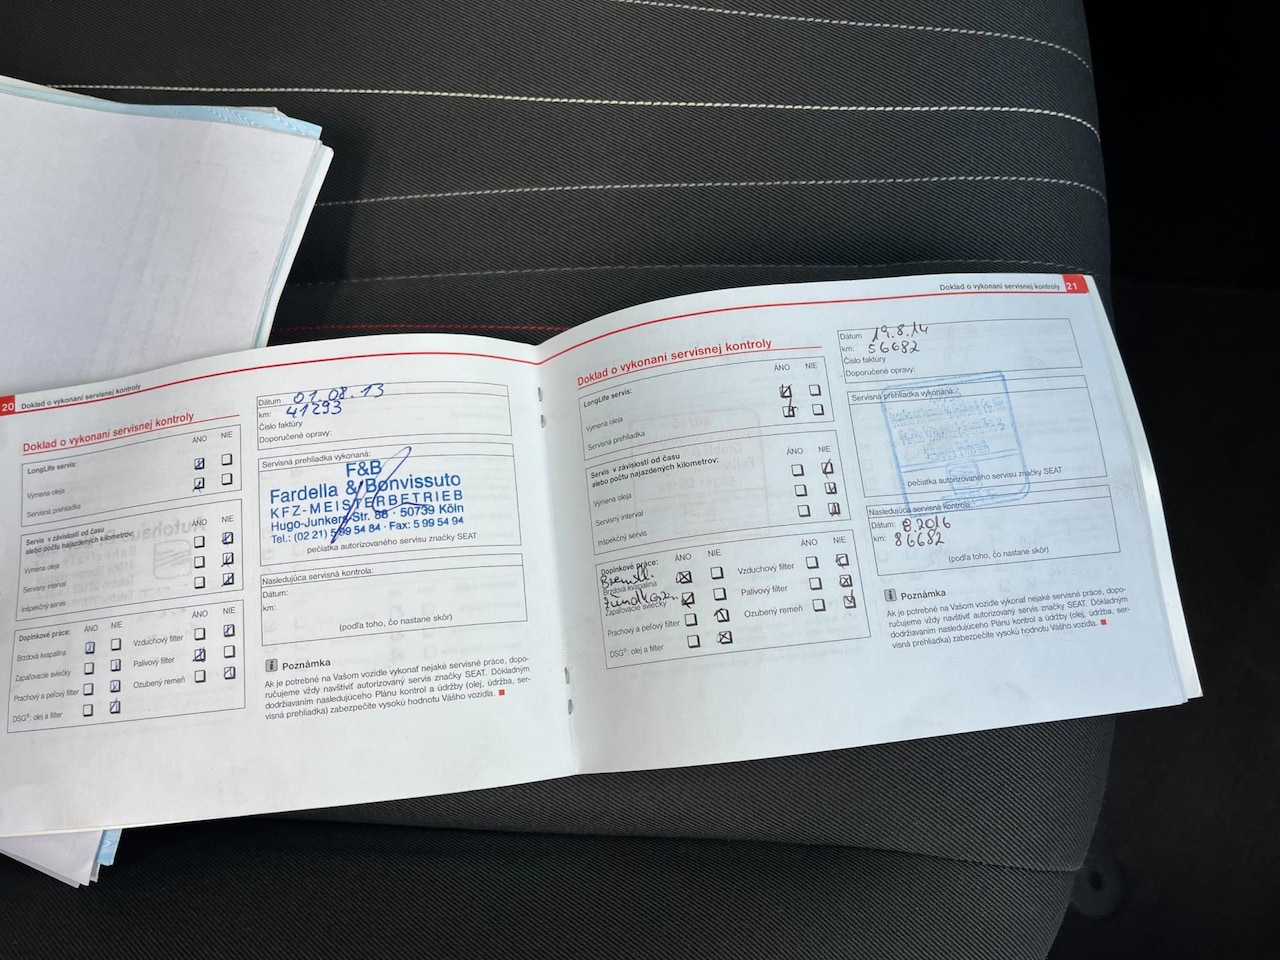 20 Doklad o vykonaní servisnej kontroly
Doklad o vykonaní servisnej kontroly
ÁNO NIE
LongLife servis:
Výmena oleja
Servisná prehliadka
ÁNO NIE
Servis v závislosti od času
alebo počtu najazdených kilometrov:
Výmena oleja
Servisný interval
Inšpekčný servis
Doplnkové práce: ÁNO NIE ÁNO NIE
Brzdová kvapalina Vzduchový filter
Zapaľovacie sviečky Palivový filter
Prachový a peľový filter Ozubený remeň
DSG®: olej a filter
Dátum 01.08.13
km: 41293
Číslo faktúry
Doporučené opravy:
Servisná prehliadka vykonaná:
F&B
Fardella & Bonvissuto
KFZ-MEISTERBETRIEB
Hugo-Junkers-Str. 88 · 50739 Köln
Tel.: (02 21) 5 99 54 84 · Fax: 5 99 54 94
pečiatka autorizovaného servisu značky SEAT
Nasledujúca servisná kontrola:
Dátum:
km:
(podľa toho, čo nastane skôr)
i Poznámka
Ak je potrebné na Vašom vozidle vykonať nejaké servisné práce, dopo-
ručujeme vždy navštíviť autorizovaný servis značky SEAT. Dôkladným
dodržiavaním nasledujúceho Plánu kontrol a údržby (olej, údržba, ser-
visná prehliadka) zabezpečíte vysokú hodnotu Vášho vozidla.
Doklad o vykonaní servisnej kontroly 21
Doklad o vykonaní servisnej kontroly
ÁNO NIE
LongLife servis:
Výmena oleja
Servisná prehliadka
ÁNO NIE
Servis v závislosti od času
alebo počtu najazdených kilometrov:
Výmena oleja
Servisný interval
Inšpekčný servis
Doplnkové práce: ÁNO NIE ÁNO NIE
Brzdová kvapalina Vzduchový filter
Zapaľovacie sviečky Palivový filter
Prachový a peľový filter Ozubený remeň
DSG®: olej a filter
Dátum 19.8.14
km: 56682
Číslo faktúry
Doporučené opravy:
Servisná prehliadka vykonaná:
pečiatka autorizovaného servisu značky SEAT
Nasledujúca servisná kontrola:
Dátum: 8.2016
km: 86682
(podľa toho, čo nastane skôr)
i Poznámka
Ak je potrebné na Vašom vozidle vykonať nejaké servisné práce, dopo-
ručujeme vždy navštíviť autorizovaný servis značky SEAT. Dôkladným
dodržiavaním nasledujúceho Plánu kontrol a údržby (olej, údržba, ser-
visná prehliadka) zabezpečíte vysokú hodnotu Vášho vozidla.